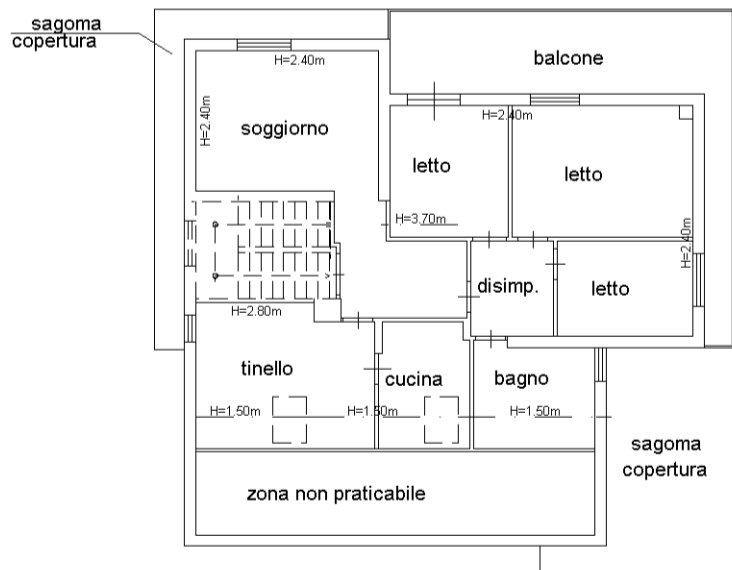 sagoma
copertura
balcone
H=2.40m
H=2.40m
soggiorno
H=2.40m
letto
letto
H=3.70m
H=2.40m
disimp.
letto
H=2.80m
tinello
cucina
bagno
H=1.50m
H=1.50m
H=1.50m
sagoma
copertura
zona non praticabile